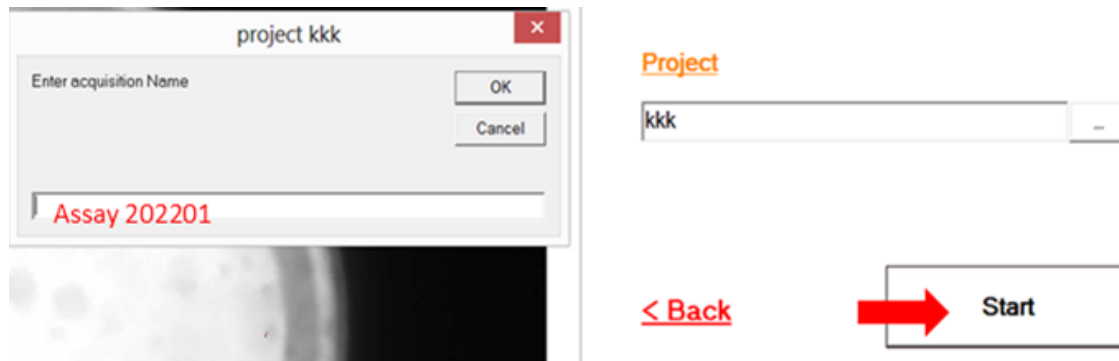 project kkk
Enter acquisition Name
OK
Cancel
Assay 202201
Project
kkk
...
< Back
Start